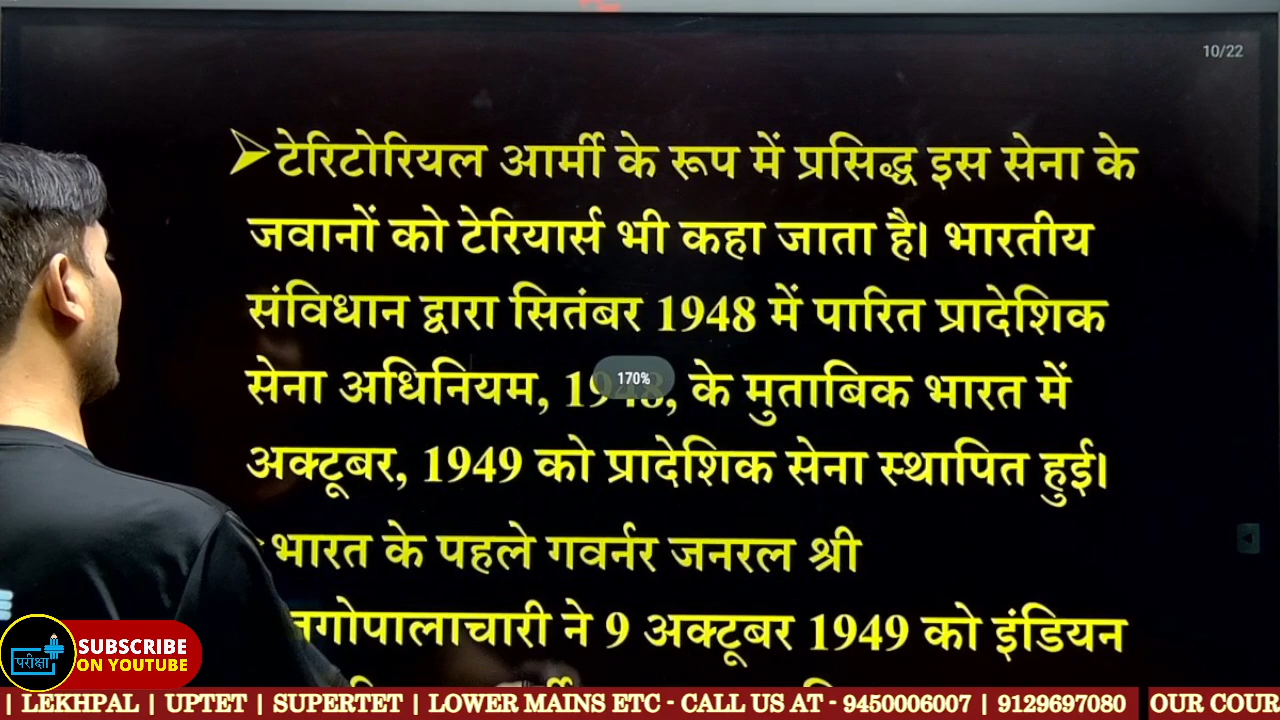 10/22
➢टेरिटोरियल आर्मी के रूप में प्रसिद्ध इस सेना के
जवानों को टेरियार्स भी कहा जाता है। भारतीय
संविधान द्वारा सितंबर 1948 में पारित प्रादेशिक
सेना अधिनियम, 1948, के मुताबिक भारत में
170%
अक्टूबर, 1949 को प्रादेशिक सेना स्थापित हुई।
भारत के पहले गवर्नर जनरल श्री
गोपालाचारी ने 9 अक्टूबर 1949 को इंडियन
परीक्षा
SUBSCRIBE
ON YOUTUBE
| LEKHPAL | UPTET | SUPERTET | LOWER MAINS ETC - CALL US AT - 9450006007 | 9129697080
OUR COUR